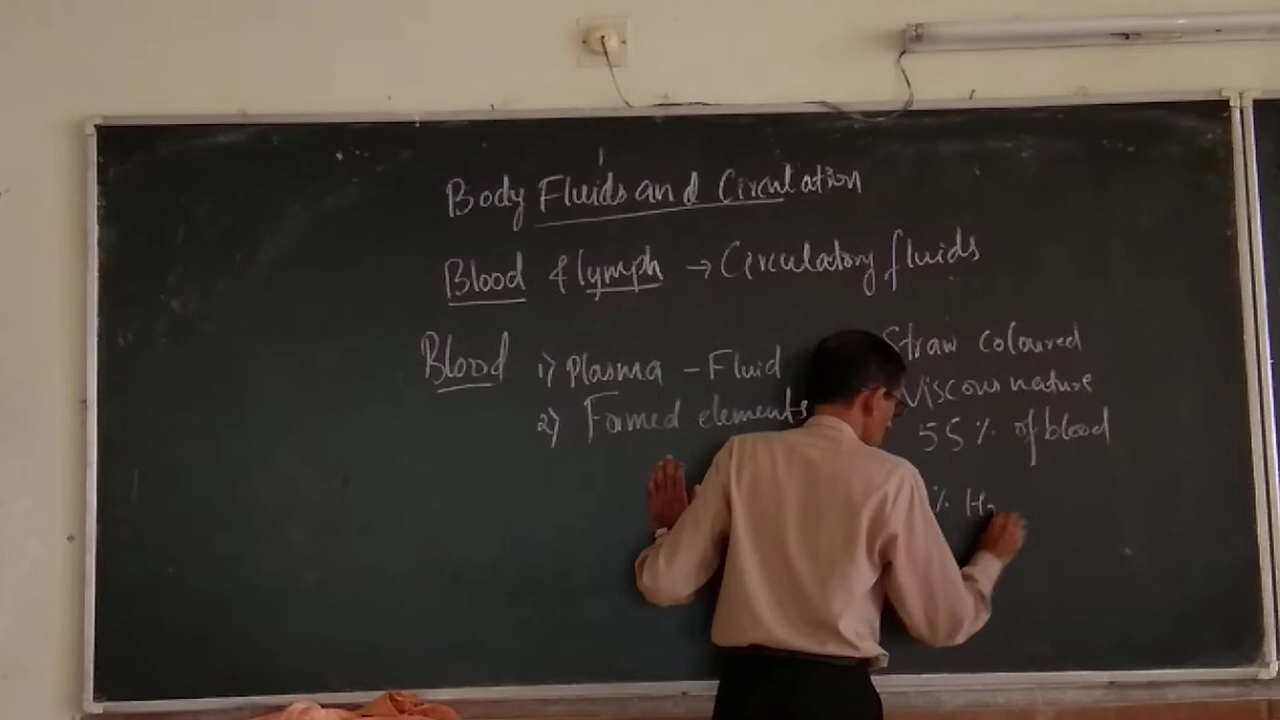 Body Fluids and Circulation
Blood & lymph → Circulatory fluids
Blood 1) Plasma - Fluid
2) Formed elements
Straw coloured
Viscous nature
55% of blood
% H2